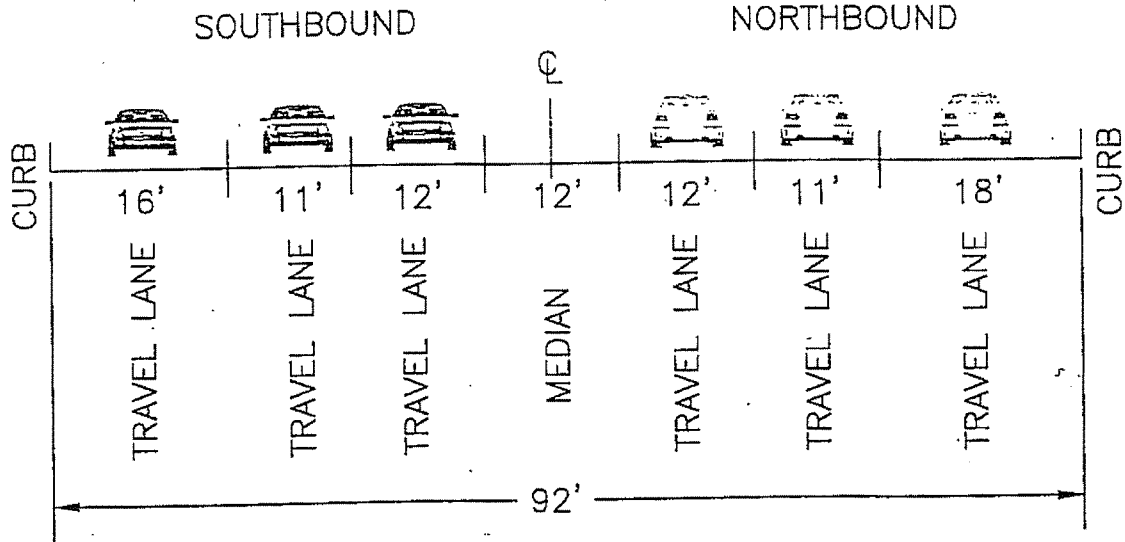 SOUTHBOUND
NORTHBOUND
℄
CURB
16'
11'
12'
12'
12'
11'
18'
CURB
TRAVEL LANE
TRAVEL LANE
TRAVEL LANE
MEDIAN
TRAVEL LANE
TRAVEL LANE
TRAVEL LANE
92'